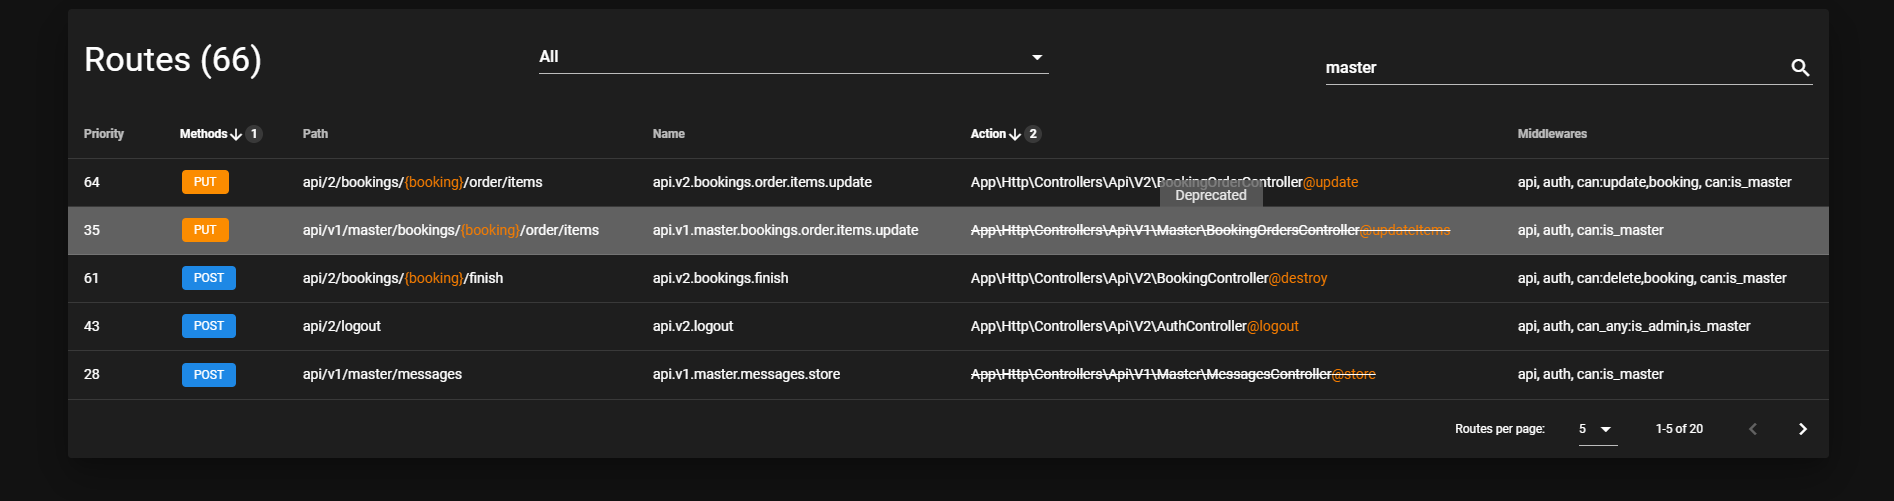 Routes (66)
All
master
Priority Methods 1 Path Name Action 2 Middlewares
64 PUT api/2/bookings/{booking}/order/items api.v2.bookings.order.items.update App\Http\Controllers\Api\V2\BookingOrderController@update api, auth, can:update,booking, can:is_master
Deprecated
35 PUT api/v1/master/bookings/{booking}/order/items api.v1.master.bookings.order.items.update App\Http\Controllers\Api\V1\Master\BookingOrdersController@updateItems api, auth, can:is_master
61 POST api/2/bookings/{booking}/finish api.v2.bookings.finish App\Http\Controllers\Api\V2\BookingController@destroy api, auth, can:delete,booking, can:is_master
43 POST api/2/logout api.v2.logout App\Http\Controllers\Api\V2\AuthController@logout api, auth, can_any:is_admin,is_master
28 POST api/v1/master/messages api.v1.master.messages.store App\Http\Controllers\Api\V1\Master\MessagesController@store api, auth, can:is_master
Routes per page: 5 1-5 of 20